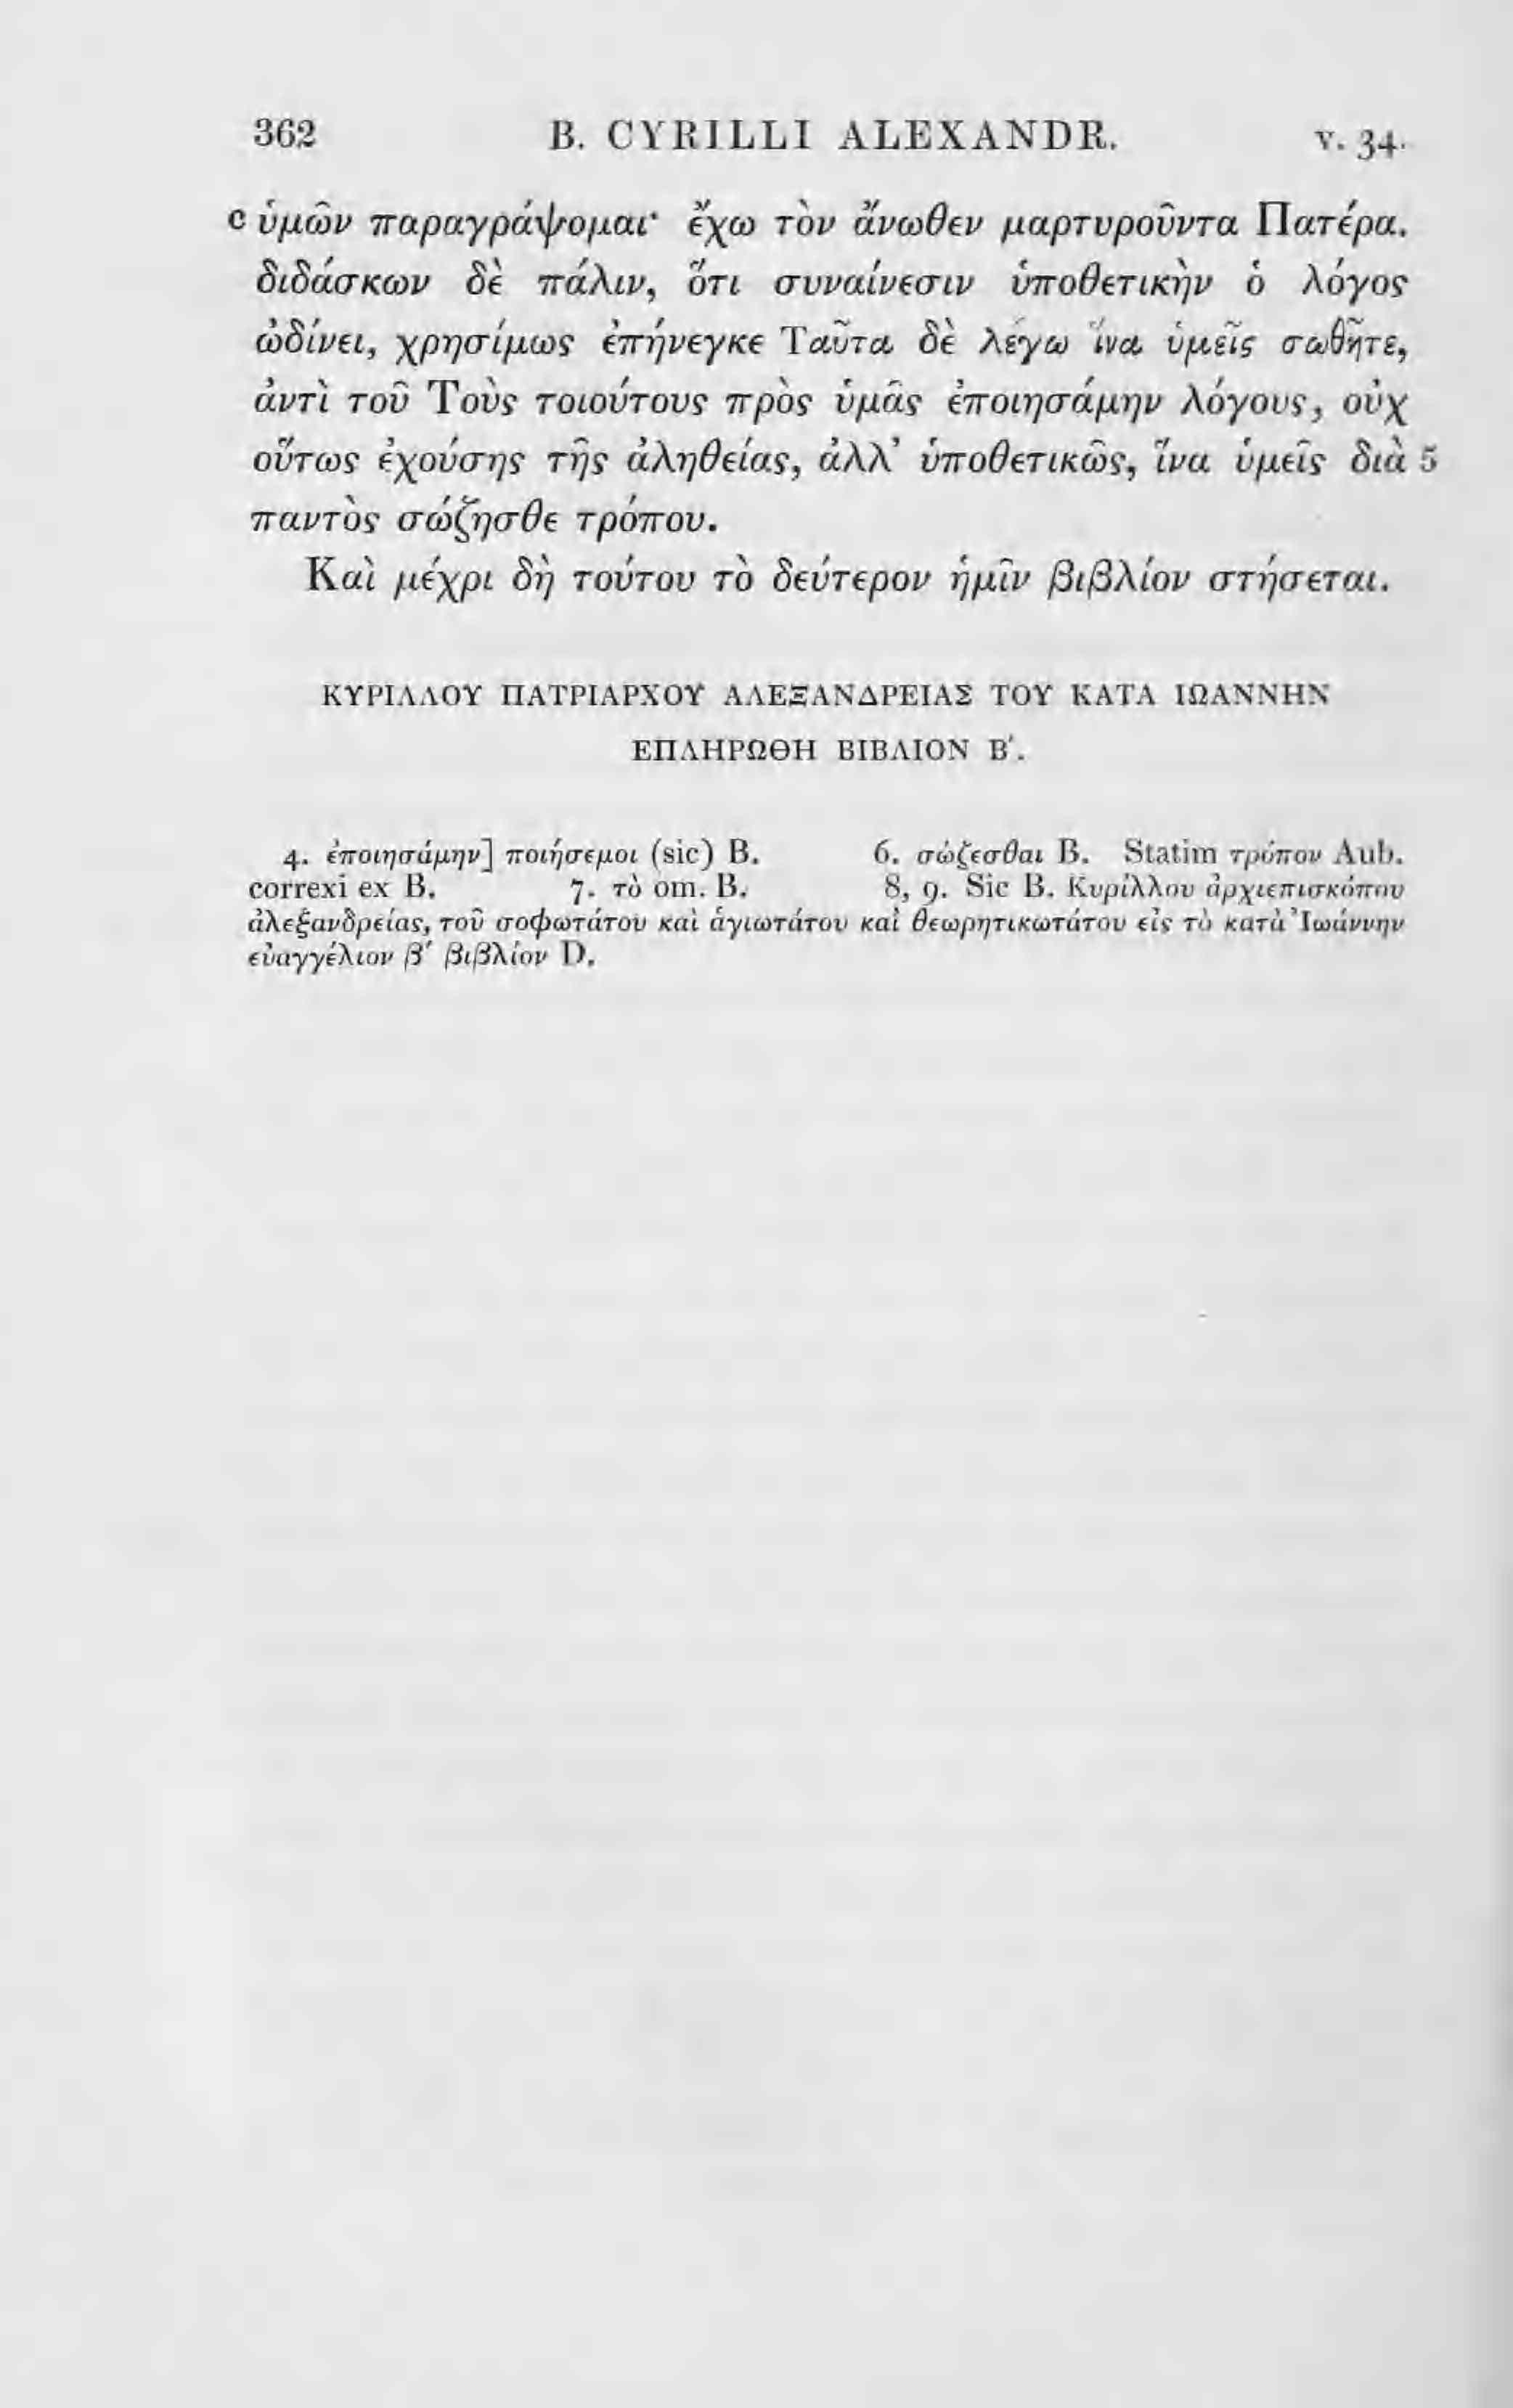 362 B. CYRILLI ALEXANDR. v. 34.
c ὑμῶν παραγράψομαι· ἔχω τὸν ἄνωθεν μαρτυροῦντα Πατέρα.
διδάσκων δὲ πάλιν, ὅτι συναίνεσιν ὑποθετικὴν ὁ λόγος
ὠδίνει, χρησίμως ἐπήνεγκε Ταῦτα δὲ λέγω ἵνα ὑμεῖς σωθῆτε,
ἀντὶ τοῦ Τοὺς τοιούτους πρὸς ὑμᾶς ἐποιησάμην λόγους, οὐχ
οὕτως ἐχούσης τῆς ἀληθείας, ἀλλ’ ὑποθετικῶς, ἵνα ὑμεῖς διὰ 5
παντὸς σώζησθε τρόπου.
Καὶ μέχρι δὴ τούτου τὸ δεύτερον ἡμῖν βιβλίον στήσεται.
ΚΥΡΙΛΛΟΥ ΠΑΤΡΙΑΡΧΟΥ ΑΛΕΞΑΝΔΡΕΙΑΣ ΤΟΥ ΚΑΤΑ ΙΩΑΝΝΗΝ
ΕΠΛΗΡΩΘΗ ΒΙΒΛΙΟΝ Β΄.
4. ἐποιησάμην] ποιήσεμοι (sic) B. 6. σώζεσθαι B. Statim τρόπον Aub.
correxi ex B. 7. τὸ om. B. 8, 9. Sic B. Κυρίλλου ἀρχιεπισκόπου
ἀλεξανδρείας, τοῦ σοφωτάτου καὶ ἁγιωτάτου καὶ θεωρητικωτάτου εἰς τὸ κατὰ Ἰωάννην
εὐαγγέλιον β΄ βιβλίον D.